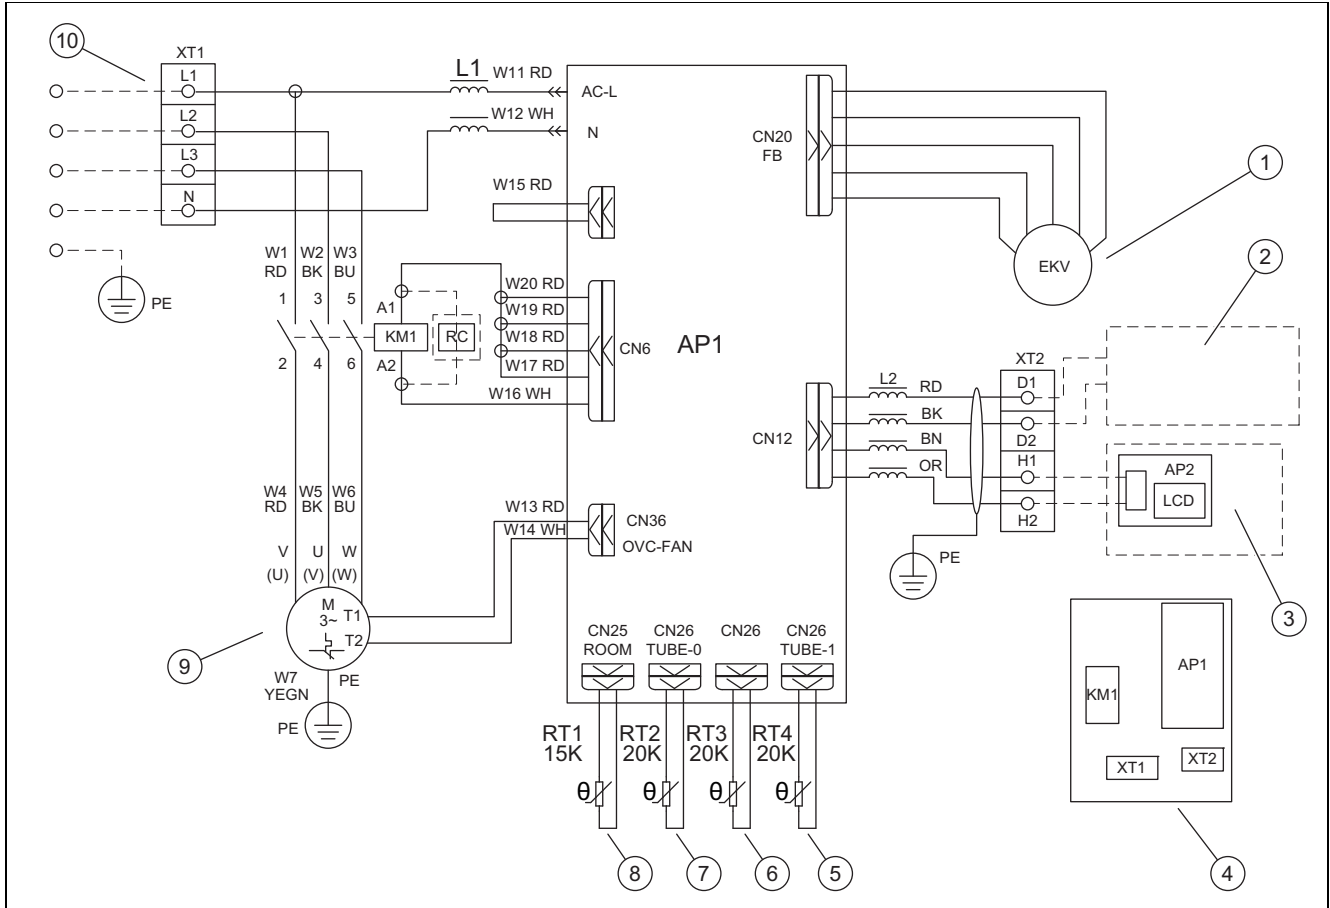 10
XT1
L1
L2
L3
N
PE
L1
W11 RD
AC-L
W12 WH
N
W15 RD
CN20
FB
EKV
1
2
W1
RD
W2
BK
W3
BU
1
3
5
2
4
6
A1
KM1
A2
RC
W20 RD
W19 RD
W18 RD
W17 RD
W16 WH
CN6
AP1
L2
RD
BK
BN
OR
CN12
XT2
D1
D2
H1
H2
PE
AP2
LCD
3
W4
RD
W5
BK
W6
BU
V
U
W
(U)
(V)
(W)
M
3~
T1
T2
9
W7
YEGN
PE
PE
W13 RD
W14 WH
CN36
OVC-FAN
CN25
ROOM
CN26
TUBE-0
CN26
CN26
TUBE-1
RT1
15K
RT2
20K
RT3
20K
RT4
20K
θ
θ
θ
θ
8
7
6
5
AP1
KM1
XT1
XT2
4